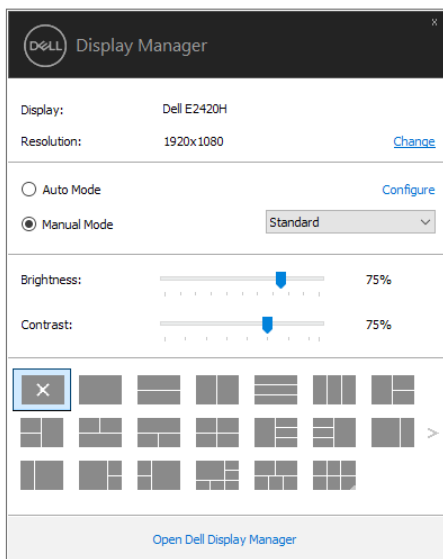 DELL Display Manager
Display: Dell E2420H
Resolution: 1920x1080 Change
Auto Mode Configure
Manual Mode Standard
Brightness: 75%
Contrast: 75%
Open Dell Display Manager